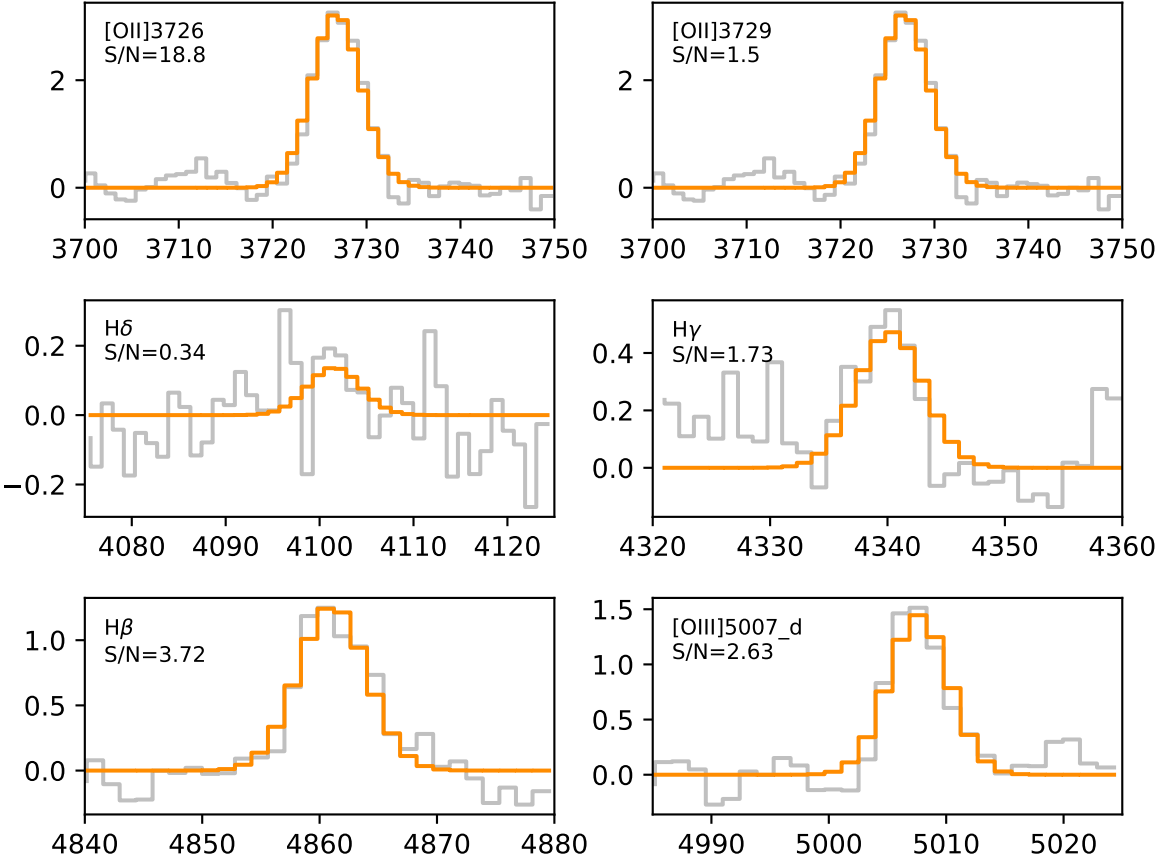 [OII]3726
S/N=18.8
2
0
3700 3710 3720 3730 3740 3750
[OII]3729
S/N=1.5
2
0
3700 3710 3720 3730 3740 3750
Hδ
S/N=0.34
0.2
0.0
−0.2
4080 4090 4100 4110 4120
Hγ
S/N=1.73
0.4
0.2
0.0
4320 4330 4340 4350 4360
Hβ
S/N=3.72
1.0
0.5
0.0
4840 4850 4860 4870 4880
[OIII]5007_d
S/N=2.63
1.5
1.0
0.5
0.0
4990 5000 5010 5020